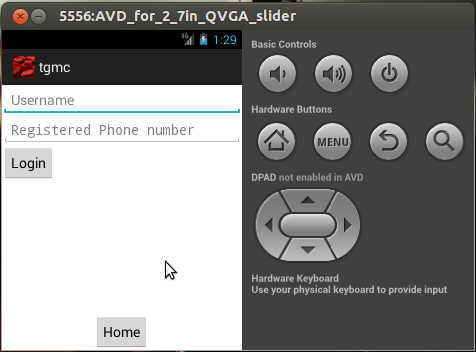 5556:AVD_for_2_7in_QVGA_slider
3G 1:29
tgmc
Username
Registered Phone number
Login
Home
Basic Controls
Hardware Buttons
MENU
DPAD not enabled in AVD
Hardware Keyboard
Use your physical keyboard to provide input